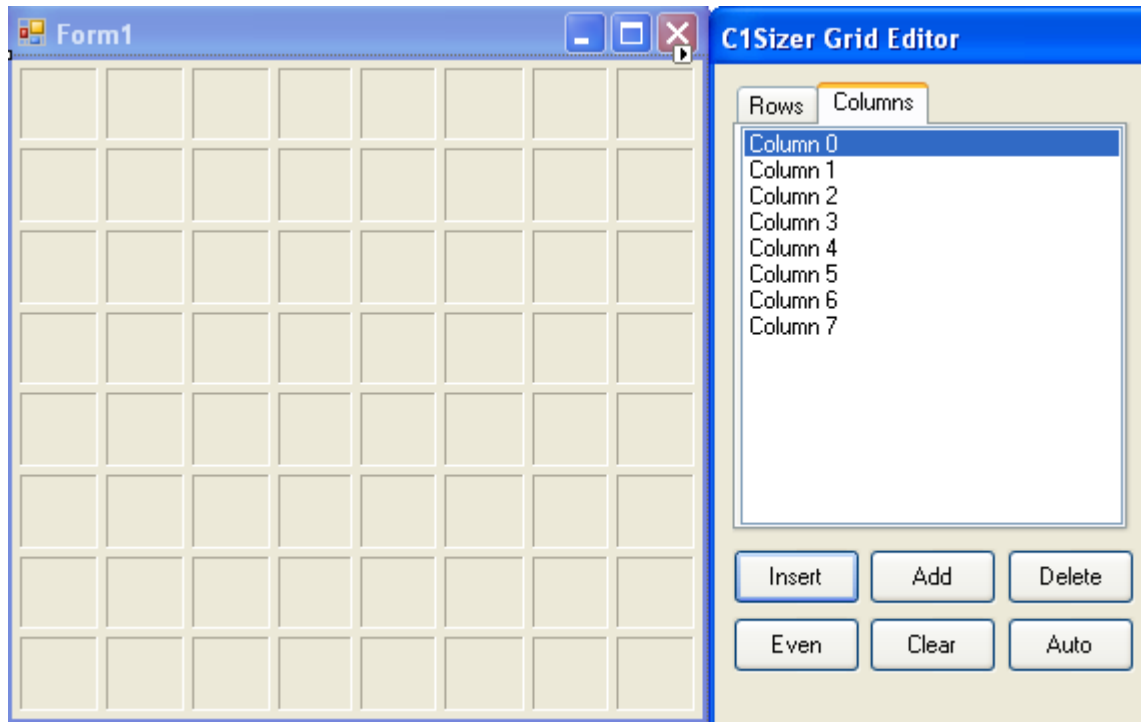 Form1
C1Sizer Grid Editor
Rows Columns
Column 0
Column 1
Column 2
Column 3
Column 4
Column 5
Column 6
Column 7
Insert Add Delete
Even Clear Auto